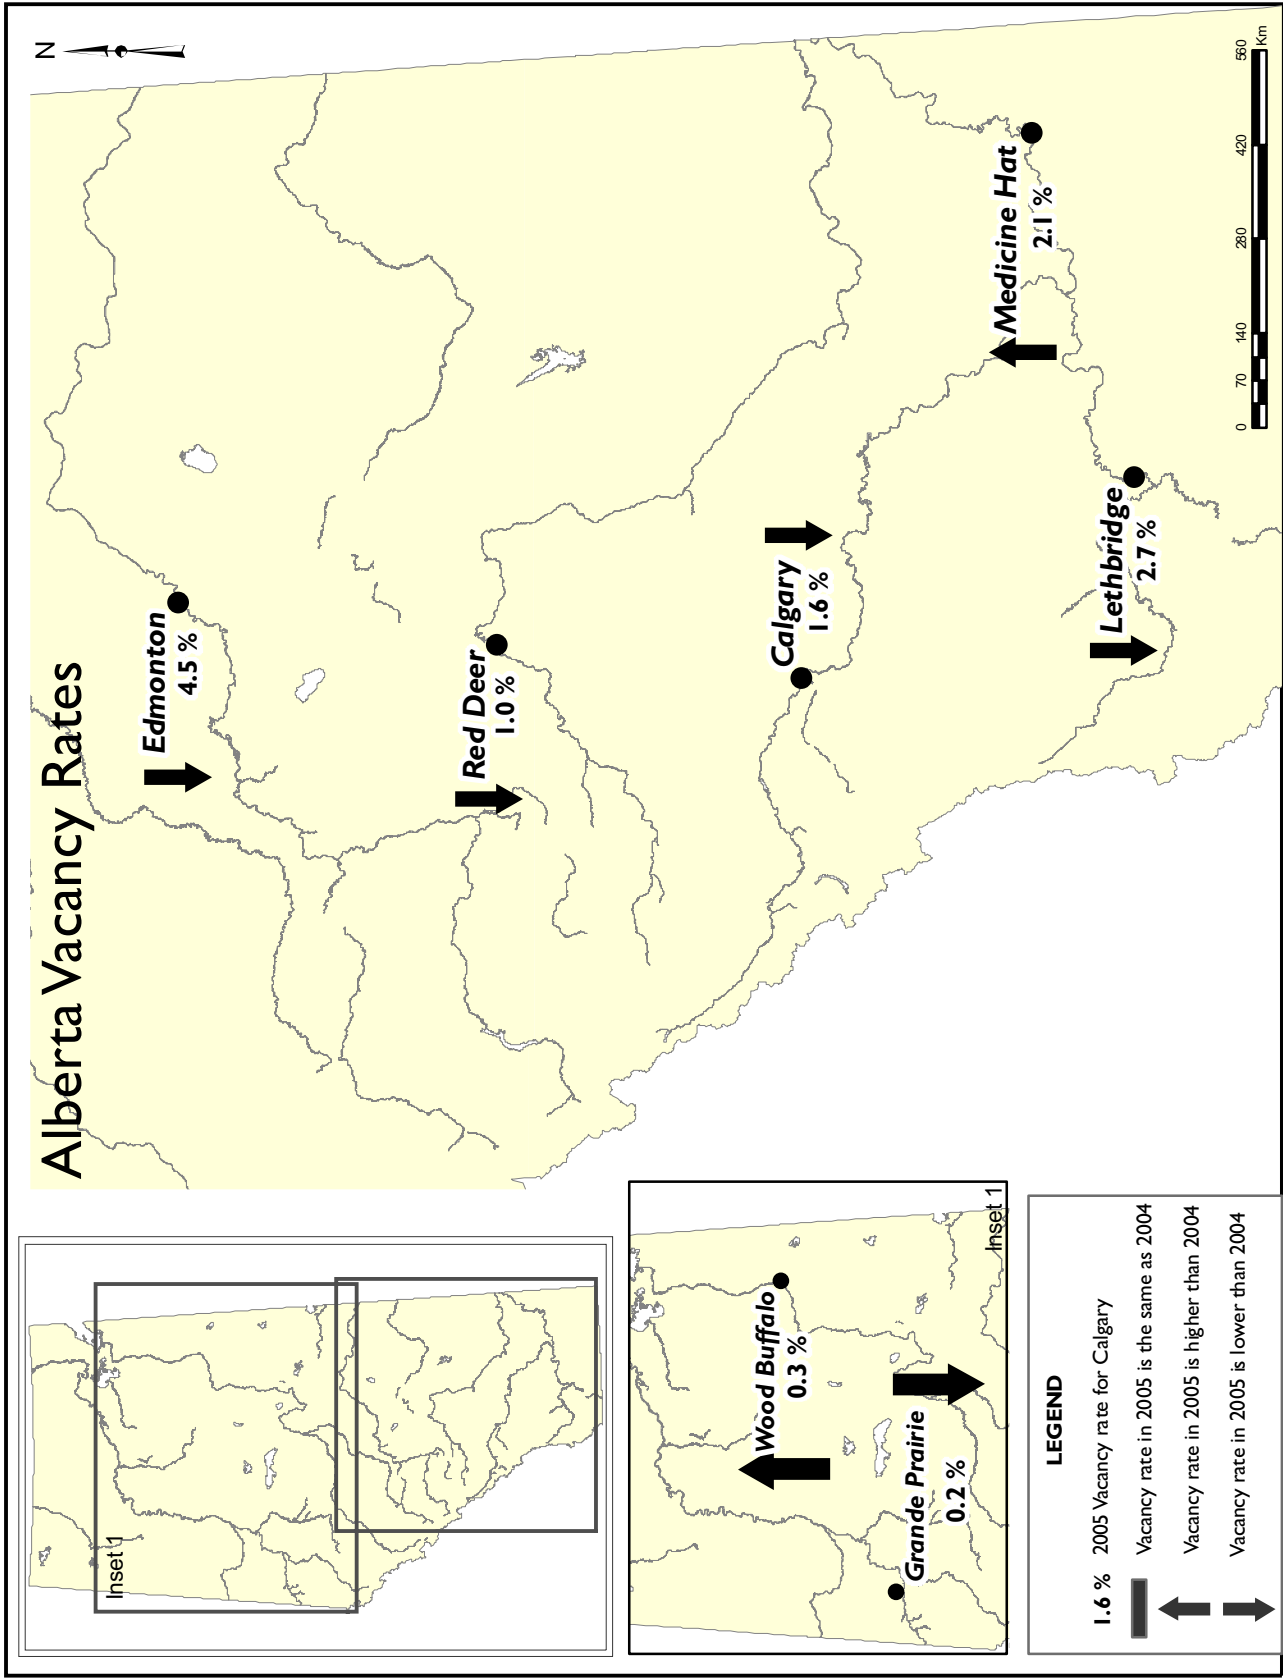 Alberta Vacancy Rates
N
Edmonton
4.5 %
Red Deer
1.0 %
Calgary
1.6 %
Medicine Hat
2.1 %
Lethbridge
2.7 %
0 70 140 280 420 560
Km
Inset 1
Wood Buffalo
0.3 %
Grande Prairie
0.2 %
Inset 1
LEGEND
1.6 % 2005 Vacancy rate for Calgary
Vacancy rate in 2005 is the same as 2004
Vacancy rate in 2005 is higher than 2004
Vacancy rate in 2005 is lower than 2004